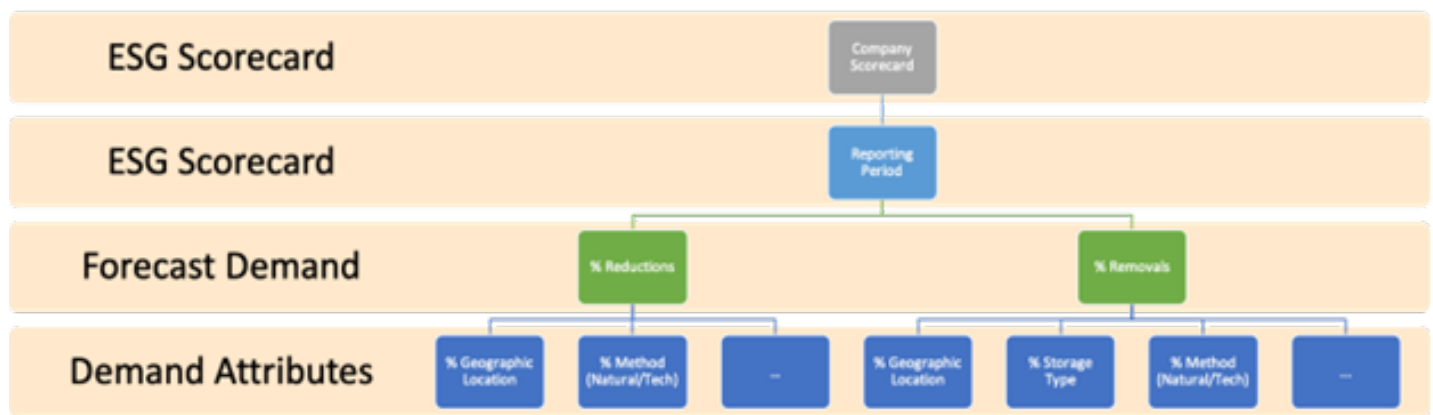 ESG Scorecard
Company
Scorecard
ESG Scorecard
Reporting
Period
Forecast Demand
% Reductions
% Removals
Demand Attributes
% Geographic
Location
% Method
(Natural/Tech)
...
% Geographic
Location
% Storage
Type
% Method
(Natural/Tech)
...